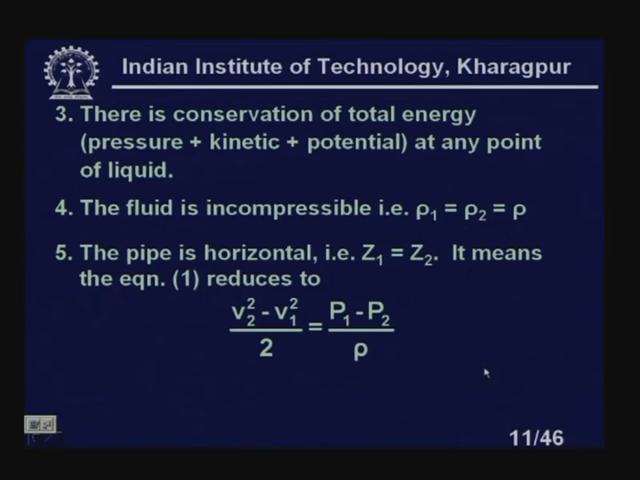 Indian Institute of Technology, Kharagpur
3. There is conservation of total energy
(pressure + kinetic + potential) at any point
of liquid.
4. The fluid is incompressible i.e. ρ₁ = ρ₂ = ρ
5. The pipe is horizontal, i.e. Z₁ = Z₂. It means
the eqn. (1) reduces to
(v₂² - v₁²)/2 = (P₁ - P₂)/ρ
11/46